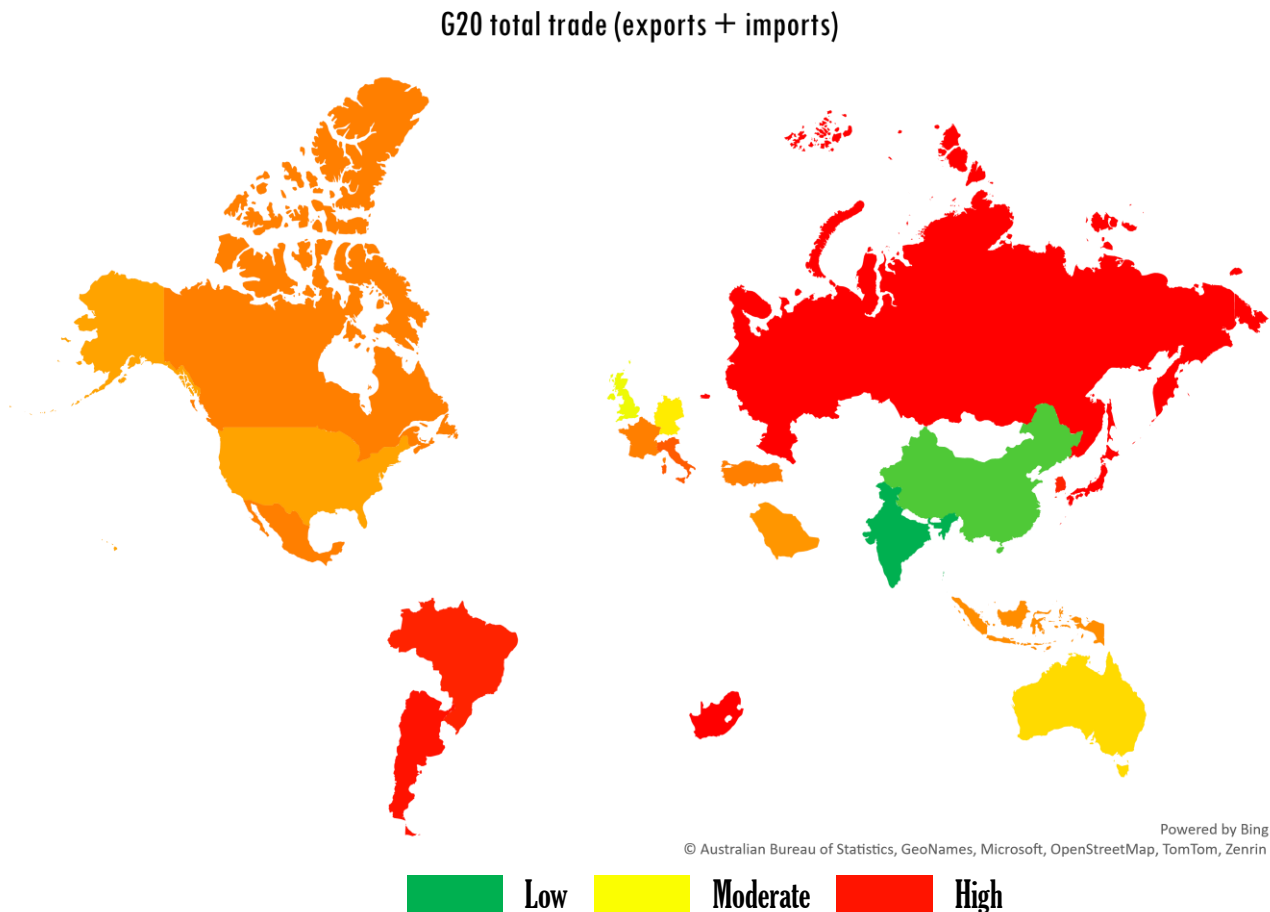 G20 total trade (exports + imports)
Powered by Bing
© Australian Bureau of Statistics, GeoNames, Microsoft, OpenStreetMap, TomTom, Zenrin
Low Moderate High